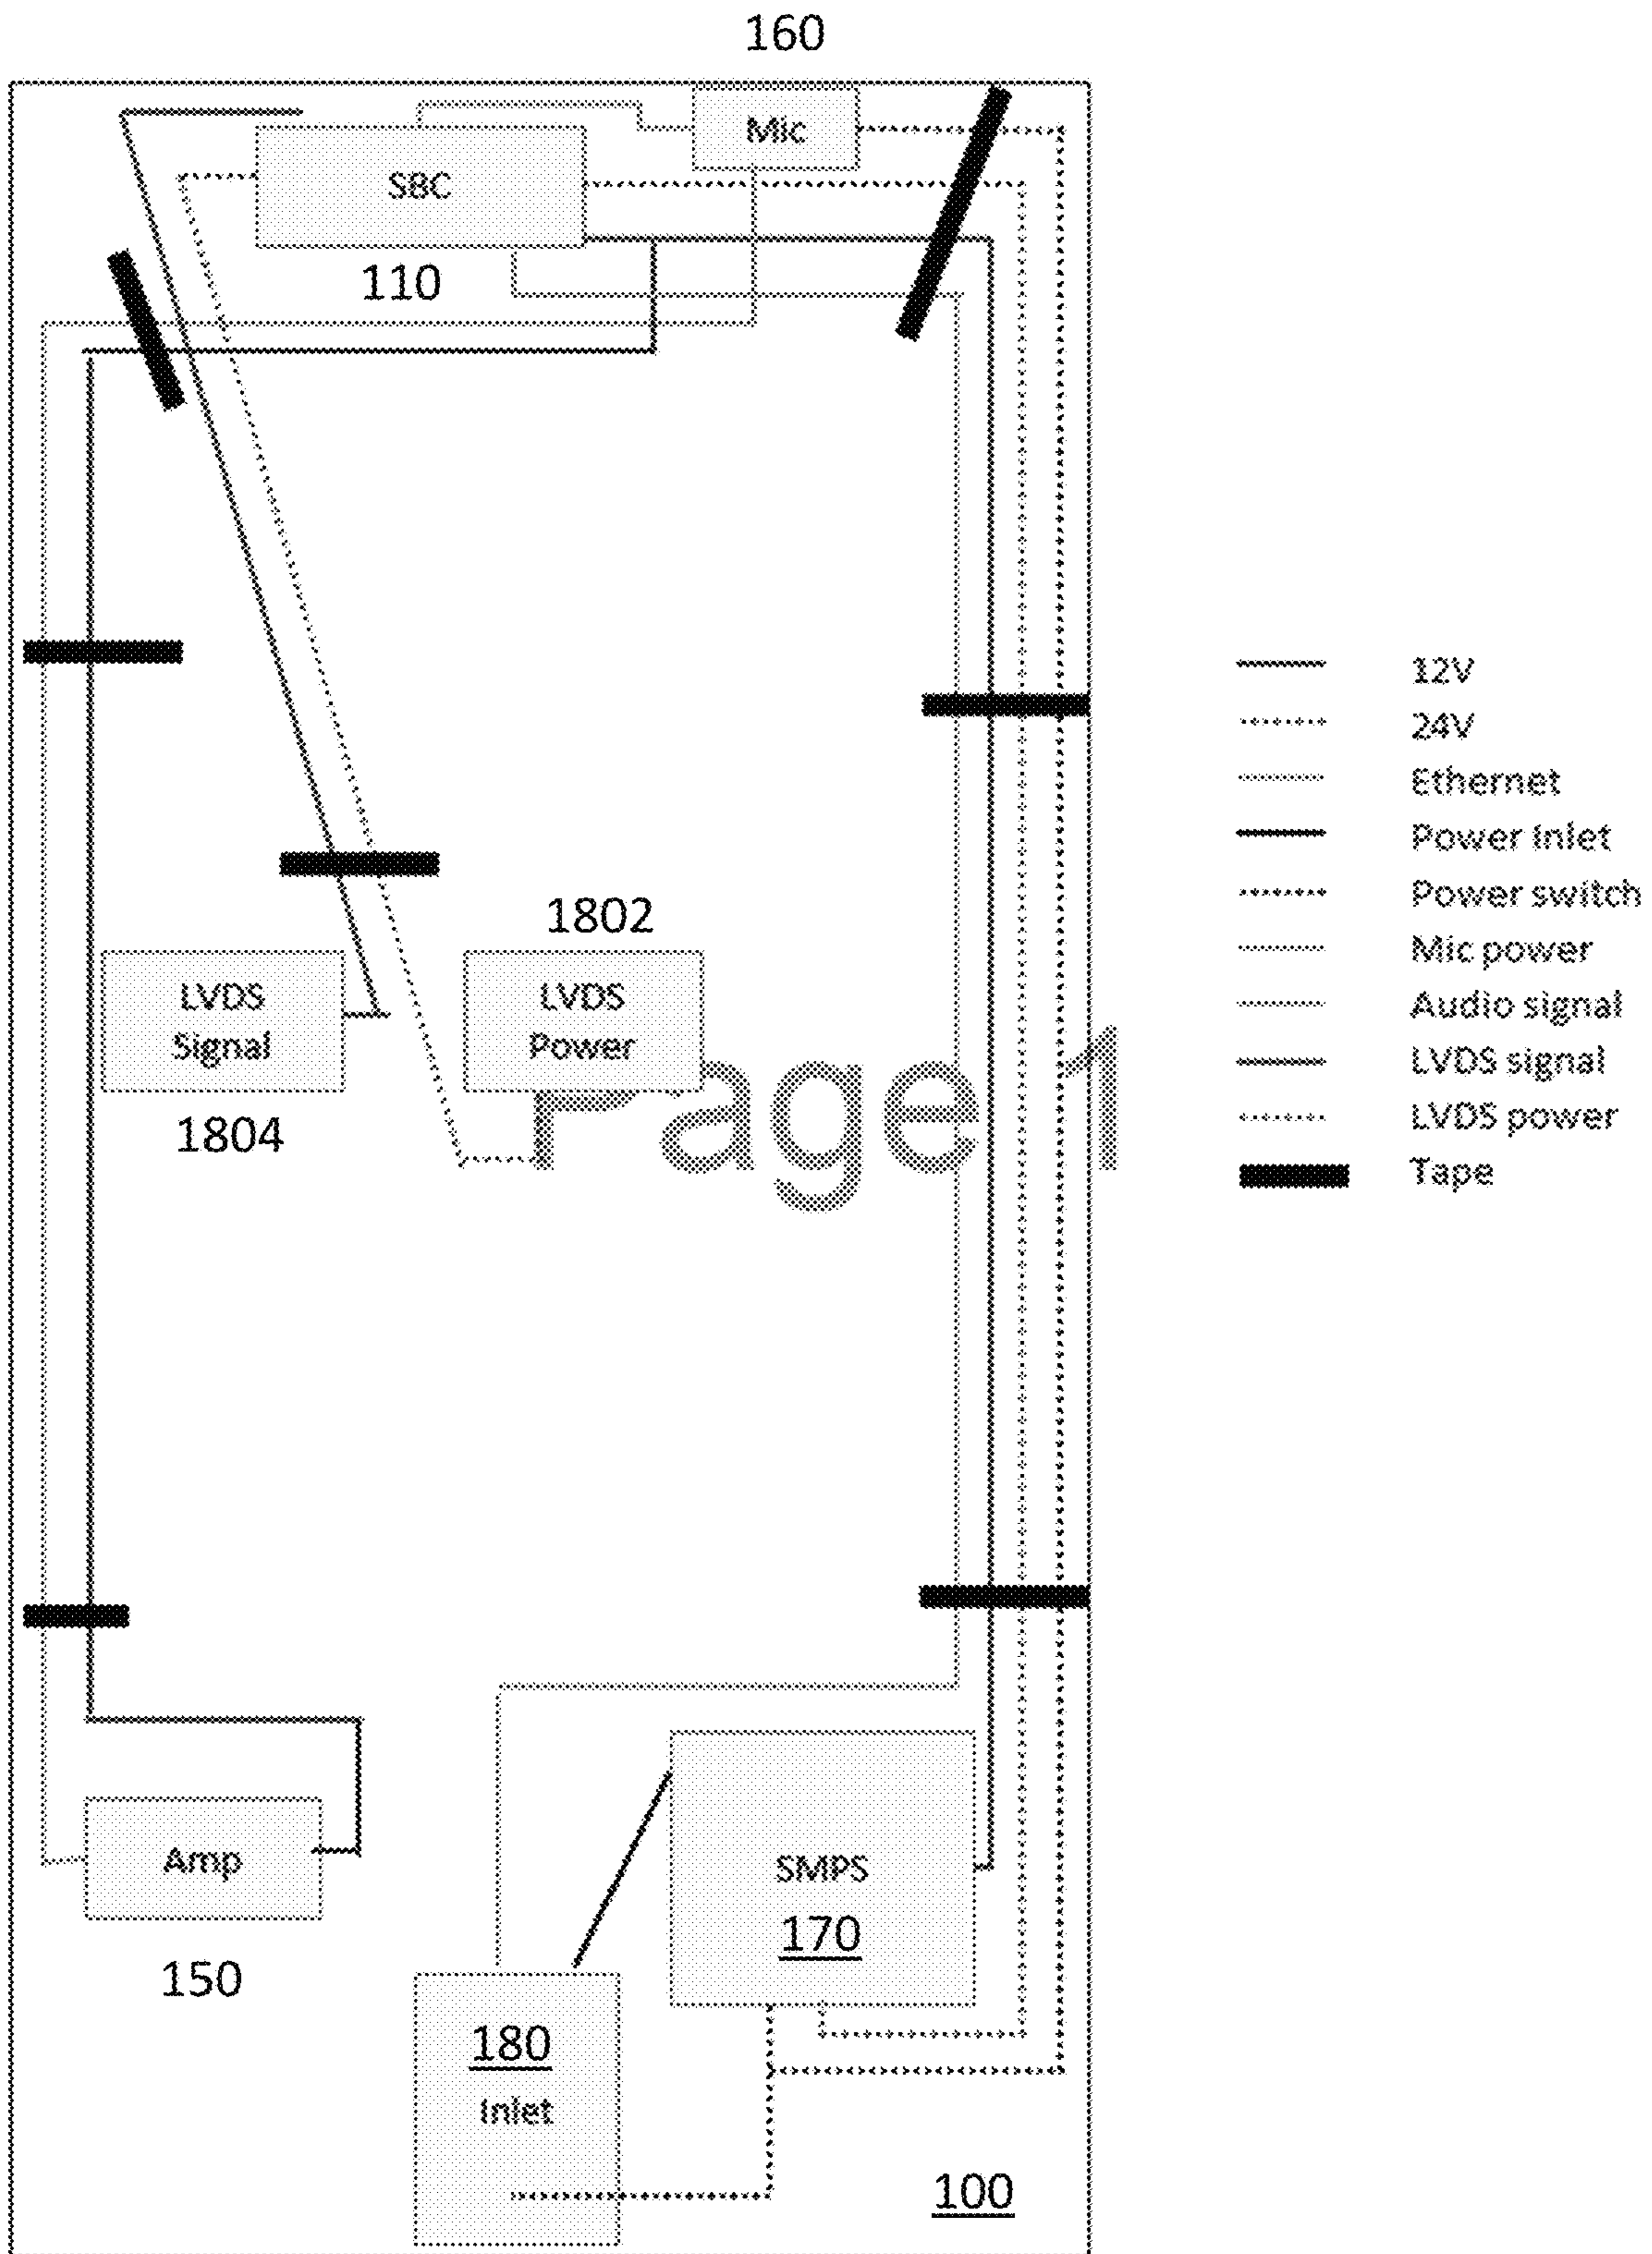 160
Mic
SBC
110
12V
24V
Ethernet
Power Inlet
Power switch
Mic power
Audio signal
LVDS signal
LVDS power
Tape
1802
LVDS
Signal
LVDS
Power
1804
Page 1
Amp
150
SMPS
170
180
Inlet
100